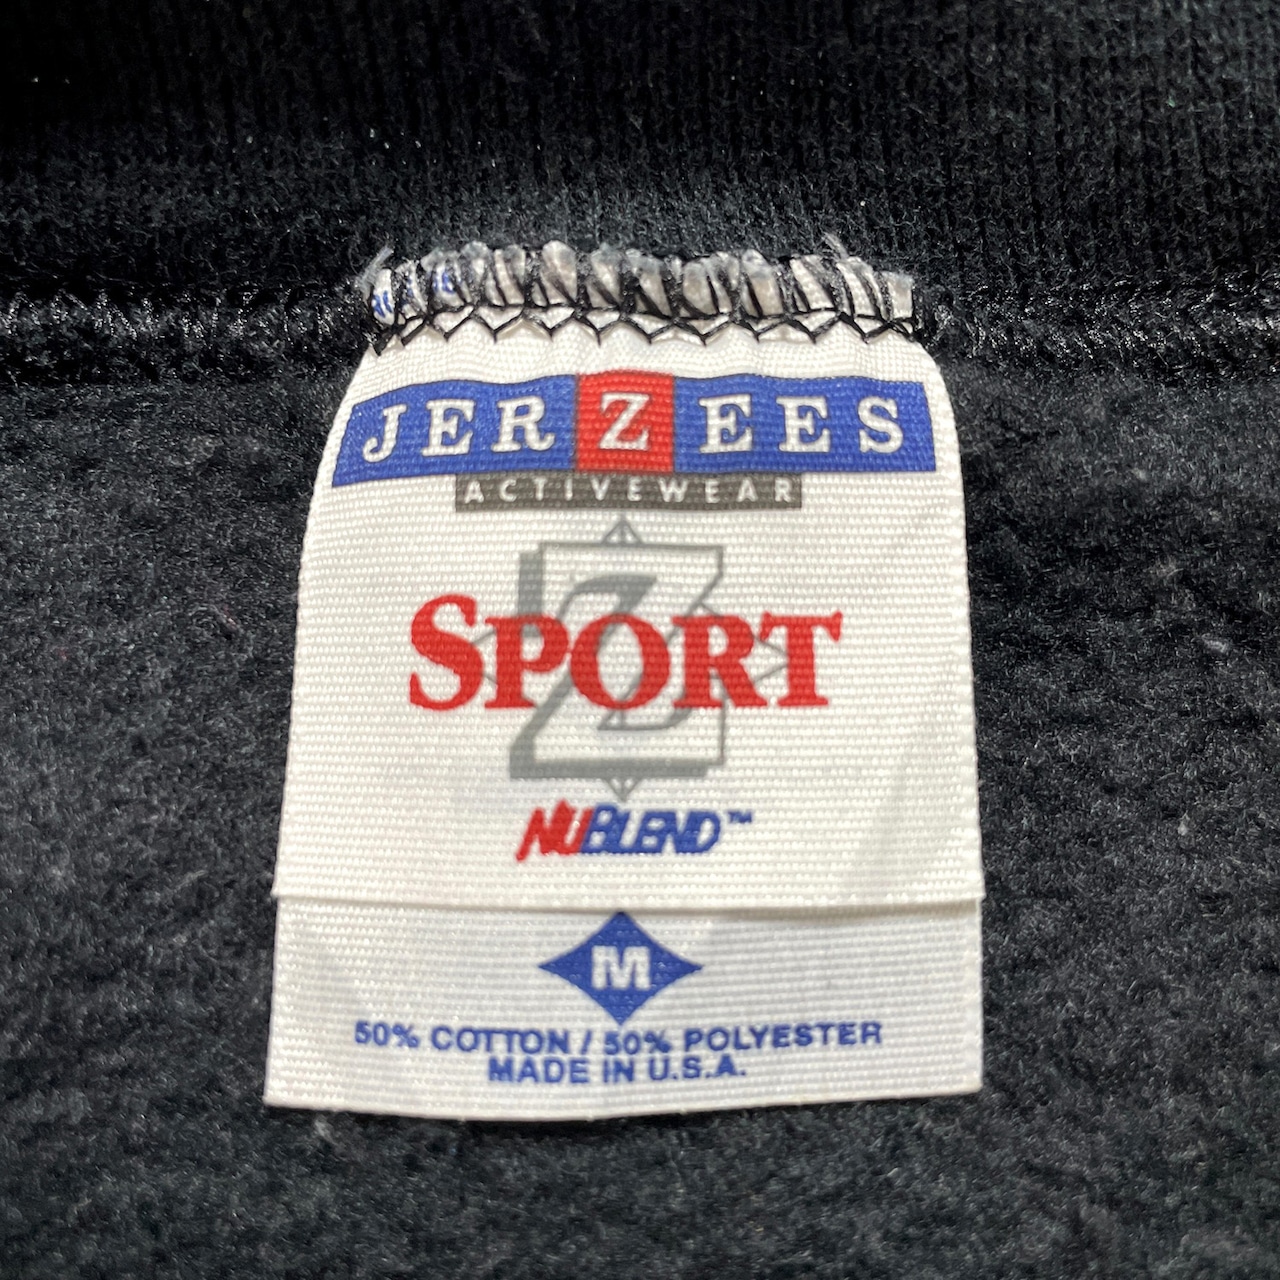 JERZEES
ACTIVEWEAR
SPORT
NUBLEND™
M
50% COTTON / 50% POLYESTER
MADE IN U.S.A.